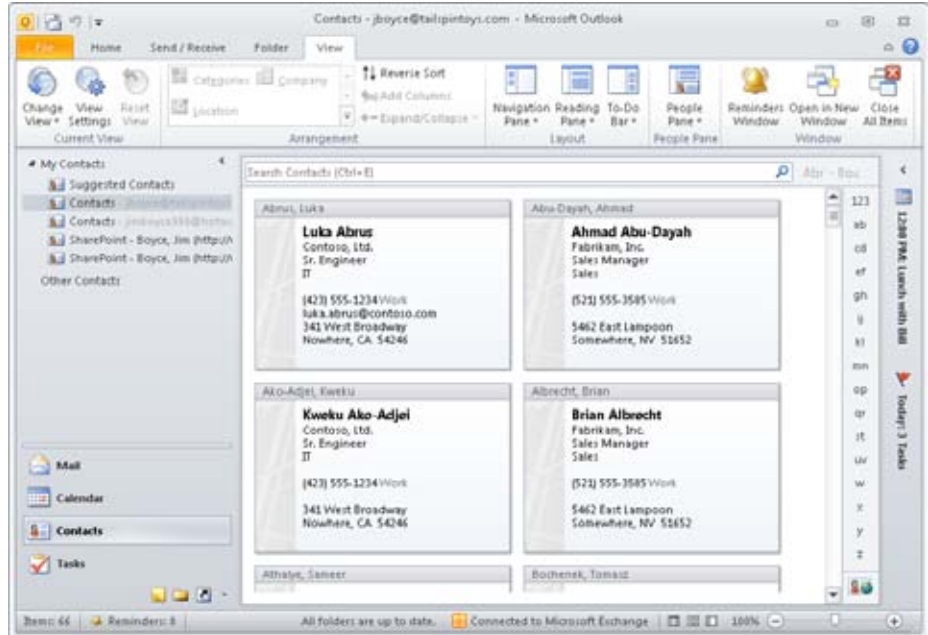 Contacts - jboyce@tailspintoys.com - Microsoft Outlook
File Home Send / Receive Folder View
Change View
View Settings
Reset View
Current View
Categories Company
Location
Reverse Sort
Add Columns
Expand/Collapse
Arrangement
Navigation Pane
Reading Pane
To-Do Bar
Layout
People Pane
People Pane
Reminders Window
Open in New Window
Close All Items
Window
My Contacts
Suggested Contacts
Contacts
Contacts
SharePoint - Boyce, Jim (http://
SharePoint - Boyce, Jim (http://
Other Contacts
Mail
Calendar
Contacts
Tasks
Search Contacts (Ctrl+E)
Abr - Boc
Abrus, Luka
Luka Abrus
Contoso, Ltd.
Sr. Engineer
IT
(423) 555-1234 Work
luka.abrus@contoso.com
341 West Broadway
Nowhere, CA 54246
Abu-Dayah, Ahmad
Ahmad Abu-Dayah
Fabrikam, Inc.
Sales Manager
Sales
(521) 555-3585 Work
5462 East Lampoon
Somewhere, NV 51652
Ako-Adjei, Kweku
Kweku Ako-Adjei
Contoso, Ltd.
Sr. Engineer
IT
(423) 555-1234 Work
341 West Broadway
Nowhere, CA 54246
Albrecht, Brian
Brian Albrecht
Fabrikam, Inc.
Sales Manager
Sales
(521) 555-3585 Work
5462 East Lampoon
Somewhere, NV 51652
Athalye, Sameer
Bochenek, Tomasz
123
ab
cd
ef
gh
ij
kl
mn
op
qr
st
uv
w
x
y
z
12:00 PM: Lunch with Bill
Today: 3 Tasks
Items: 66
Reminders: 8
All folders are up to date.
Connected to Microsoft Exchange
100%